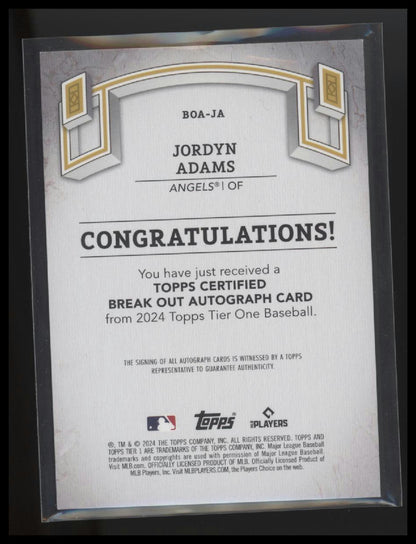 BOA-JA
JORDYN
ADAMS
ANGELS® | OF
CONGRATULATIONS!
You have just received a
TOPPS CERTIFIED
BREAK OUT AUTOGRAPH CARD
from 2024 Topps Tier One Baseball.
THE SIGNING OF ALL AUTOGRAPH CARDS IS WITNESSED BY A TOPPS
REPRESENTATIVE TO GUARANTEE AUTHENTICITY.
topps® MLB PLAYERS
®, TM & © 2024 THE TOPPS COMPANY, INC. ALL RIGHTS RESERVED. TOPPS AND
TOPPS TIER 1 ARE TRADEMARKS OF THE TOPPS COMPANY, INC. Major League Baseball
trademarks and copyrights are used with permission of Major League Baseball.
Visit MLB.com. OFFICIALLY LICENSED PRODUCT OF MLB. Officially Licensed Product of
MLB Players, Inc. Visit MLBPLAYERS.COM, the Players Choice on the web.